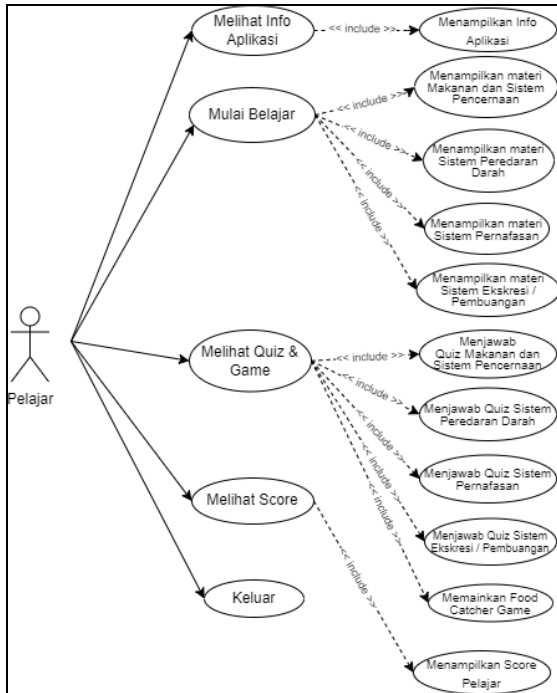 Melihat Info
Aplikasi
<< include >>
Menampilkan Info
Aplikasi
Mulai Belajar
<< include >>
Menampilkan materi
Makanan dan Sistem
Pencernaan
<< include >>
Menampilkan materi
Sistem Peredaran
Darah
<< include >>
Menampilkan materi
Sistem Pernafasan
<< include >>
Menampilkan materi
Sistem Ekskresi /
Pembuangan
Pelajar
Melihat Quiz &
Game
<< include >>
Menjawab
Quiz Makanan dan
Sistem Pencernaan
<< include >>
Menjawab Quiz Sistem
Peredaran Darah
<< include >>
Menjawab Quiz Sistem
Pernafasan
<< include >>
Menjawab Quiz Sistem
Ekskresi / Pembuangan
<< include >>
Memainkan Food
Catcher Game
Melihat Score
<< include >>
Menampilkan Score
Pelajar
Keluar